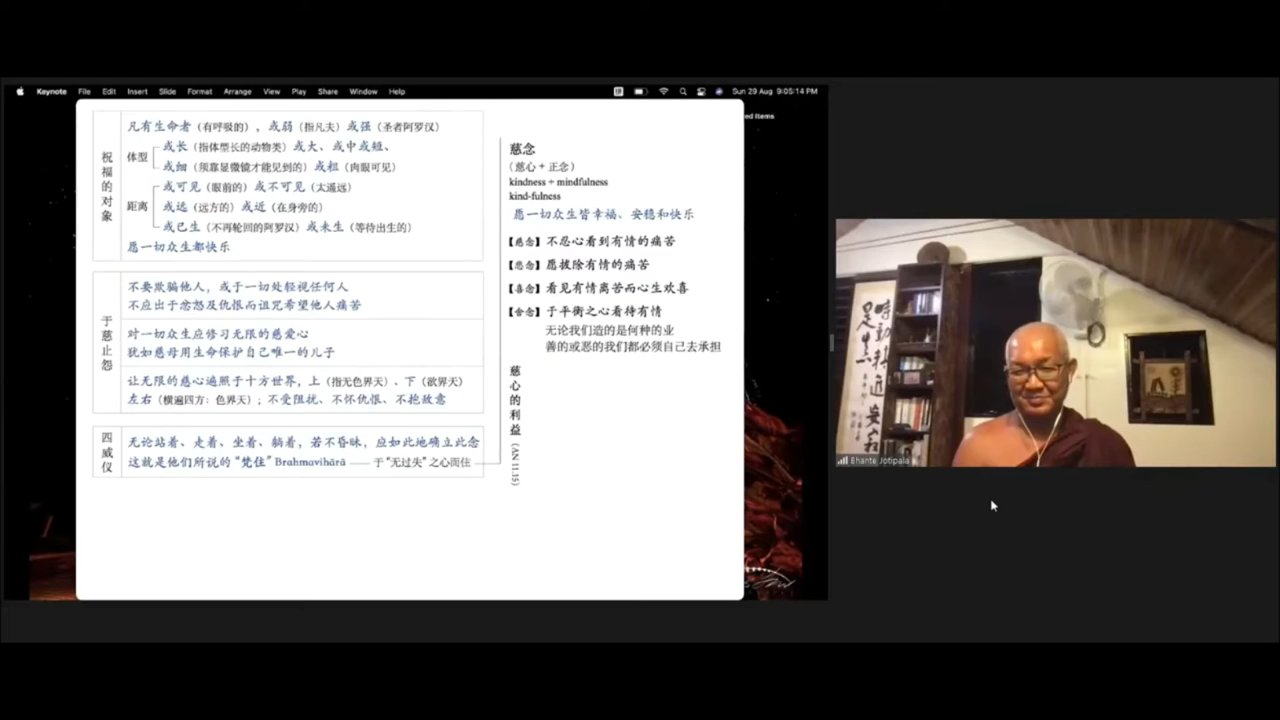 Keynote File Edit Insert Slide Format Arrange View Play Share Window Help
Sun 29 Aug 9:05:14 PM
ed Items
祝福的对象
凡有生命者（有呼吸的），或弱（指凡夫）或强（圣者阿罗汉）
体型
或长（指体型长的动物类）或大、或中或短、
或细（须靠显微镜才能见到的）或粗（肉眼可见）
距离
或可见（眼前的）或不可见（太遥远）
或远（远方的）或近（在身旁的）
或已生（不再轮回的阿罗汉）或未生（等待出生的）
愿一切众生都快乐
于慈止怨
不要欺骗他人，或于一切处轻视任何人
不应出于忿怒及仇恨而诅咒希望他人痛苦
对一切众生应修习无限的慈爱心
犹如慈母用生命保护自己唯一的儿子
让无限的慈心遍照于十方世界，上（指无色界天）、下（欲界天）
左右（横遍四方：色界天）；不受阻扰、不怀仇恨、不抱敌意
四威仪
无论站着、走着、坐着、躺着，若不昏昧，应如此地确立此念
这就是他们所说的“梵住”Brahmavihārā —— 于“无过失”之心而住
慈念
（慈心 + 正念）
kindness + mindfulness
kind-fulness
愿一切众生皆幸福、安稳和快乐
【慈念】不忍心看到有情的痛苦
【悲念】愿拔除有情的痛苦
【喜念】看见有情离苦而心生欢喜
【舍念】于平衡之心看待有情
无论我们造的是何种的业
善的或恶的我们都必须自己去承担
慈心的利益（AN 11.15）
Bhante Jotipala